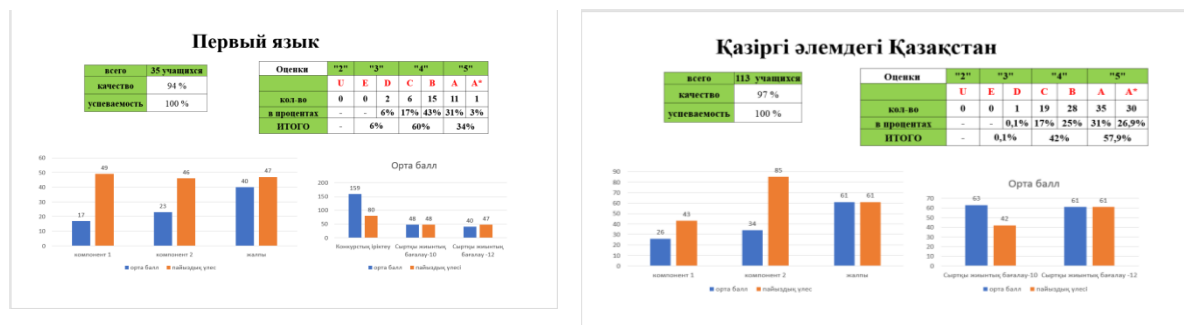 Первый язык
всего 35 учащихся
качество 94 %
успеваемость 100 %
Оценки "2" "3" "4" "5"
U E D C B A A*
кол-во 0 0 2 6 15 11 1
в процентах - - 6% 17% 43% 31% 3%
ИТОГО - 6% 60% 34%
60
50
40
30
20
10
0
17 49 23 46 40 47
компонент 1 компонент 2 жалпы
орта балл пайыздық үлес
Орта балл
200
150
100
50
0
159 80 48 48 40 47
Конкурстық іріктеу Сыртқы жиынтық бағалау-10 Сыртқы жиынтық бағалау -12
орта балл пайыздық үлесі
Қазіргі әлемдегі Қазақстан
всего 113 учащихся
качество 97 %
успеваемость 100 %
Оценки "2" "3" "4" "5"
U E D C B A A*
кол-во 0 0 1 19 28 35 30
в процентах - - 0,1% 17% 25% 31% 26,9%
ИТОГО - 0,1% 42% 57,9%
90
80
70
60
50
40
30
20
10
0
26 43 34 85 61 61
компонент 1 компонент 2 жалпы
орта балл пайыздық үлес
Орта балл
70
60
50
40
30
20
10
0
63 42 61 61
Сыртқы жиынтық бағалау-10 Сыртқы жиынтық бағалау -12
орта балл пайыздық үлесі